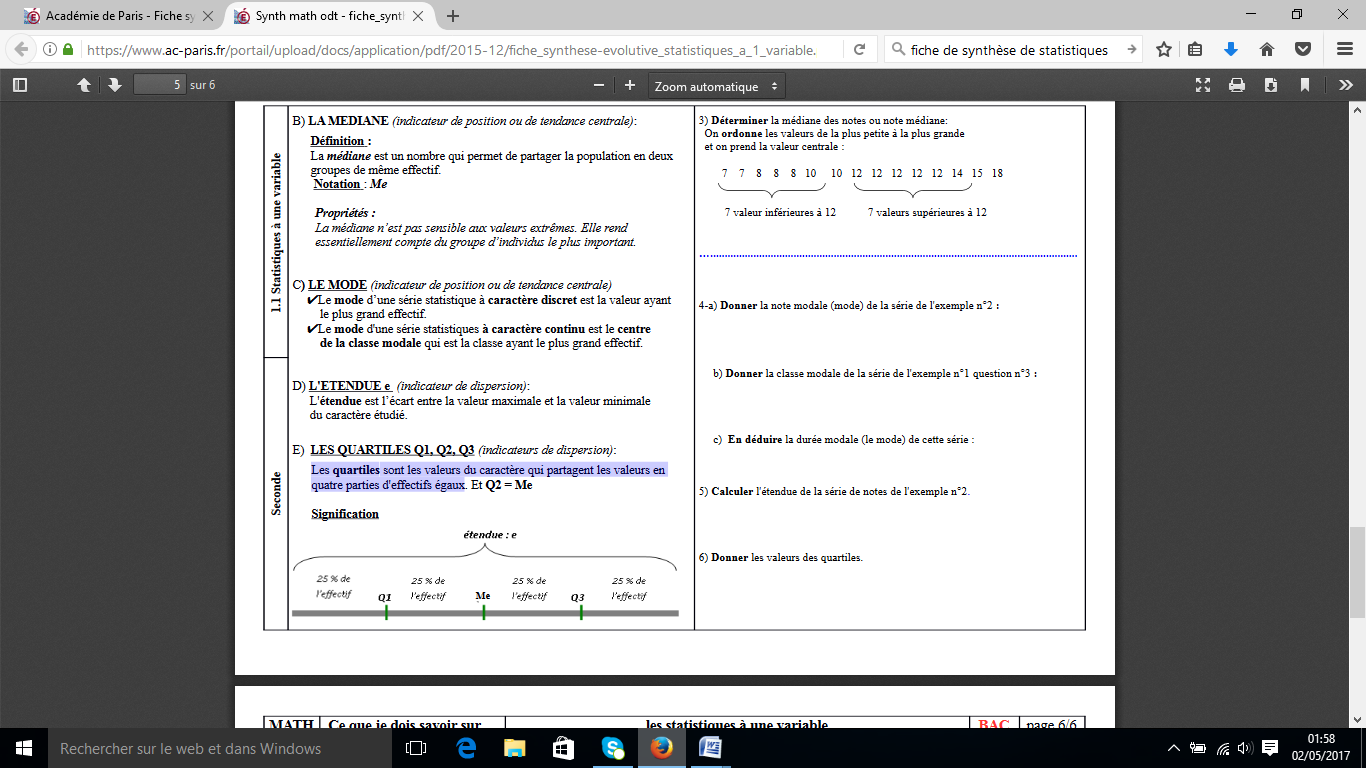 Académie de Paris - Fiche sy
Synth math odt - fiche_synth
https://www.ac-paris.fr/portail/upload/docs/application/pdf/2015-12/fiche_synthese-evolutive_statistiques_a_1_variable.
fiche de synthèse de statistiques
5 sur 6
Zoom automatique
1.1 Statistiques à une variable
B) LA MEDIANE (indicateur de position ou de tendance centrale):
Définition :
La médiane est un nombre qui permet de partager la population en deux
groupes de même effectif.
Notation : Me
Propriétés :
La médiane n'est pas sensible aux valeurs extrêmes. Elle rend
essentiellement compte du groupe d'individus le plus important.
C) LE MODE (indicateur de position ou de tendance centrale)
✔Le mode d'une série statistique à caractère discret est la valeur ayant
le plus grand effectif.
✔Le mode d'une série statistiques à caractère continu est le centre
de la classe modale qui est la classe ayant le plus grand effectif.
Seconde
D) L'ETENDUE e (indicateur de dispersion):
L'étendue est l'écart entre la valeur maximale et la valeur minimale
du caractère étudié.
E) LES QUARTILES Q1, Q2, Q3 (indicateurs de dispersion):
Les quartiles sont les valeurs du caractère qui partagent les valeurs en
quatre parties d'effectifs égaux. Et Q2 = Me
Signification
étendue : e
25 % de 25 % de 25 % de 25 % de
l'effectif Q1 l'effectif Me l'effectif Q3 l'effectif
3) Déterminer la médiane des notes ou note médiane:
On ordonne les valeurs de la plus petite à la plus grande
et on prend la valeur centrale :
7 7 8 8 8 10 10 12 12 12 12 12 14 15 18
7 valeur inférieures à 12 7 valeurs supérieures à 12
4-a) Donner la note modale (mode) de la série de l'exemple n°2 :
b) Donner la classe modale de la série de l'exemple n°1 question n°3 :
c) En déduire la durée modale (le mode) de cette série :
5) Calculer l'étendue de la série de notes de l'exemple n°2.
6) Donner les valeurs des quartiles.
MATH Ce que je dois savoir sur les statistiques à une variable BAC page 6/6
Rechercher sur le web et dans Windows
01:58
02/05/2017